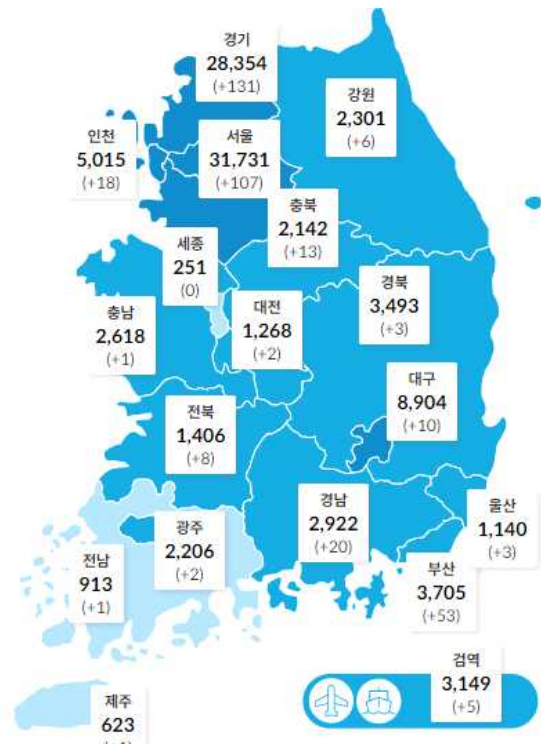 경기
28,354
(+131)
강원
2,301
(+6)
인천
5,015
(+18)
서울
31,731
(+107)
충북
2,142
(+13)
세종
251
(0)
경북
3,493
(+3)
충남
2,618
(+1)
대전
1,268
(+2)
대구
8,904
(+10)
전북
1,406
(+8)
경남
2,922
(+20)
울산
1,140
(+3)
광주
2,206
(+2)
전남
913
(+1)
부산
3,705
(+53)
검역
3,149
(+5)
제주
623